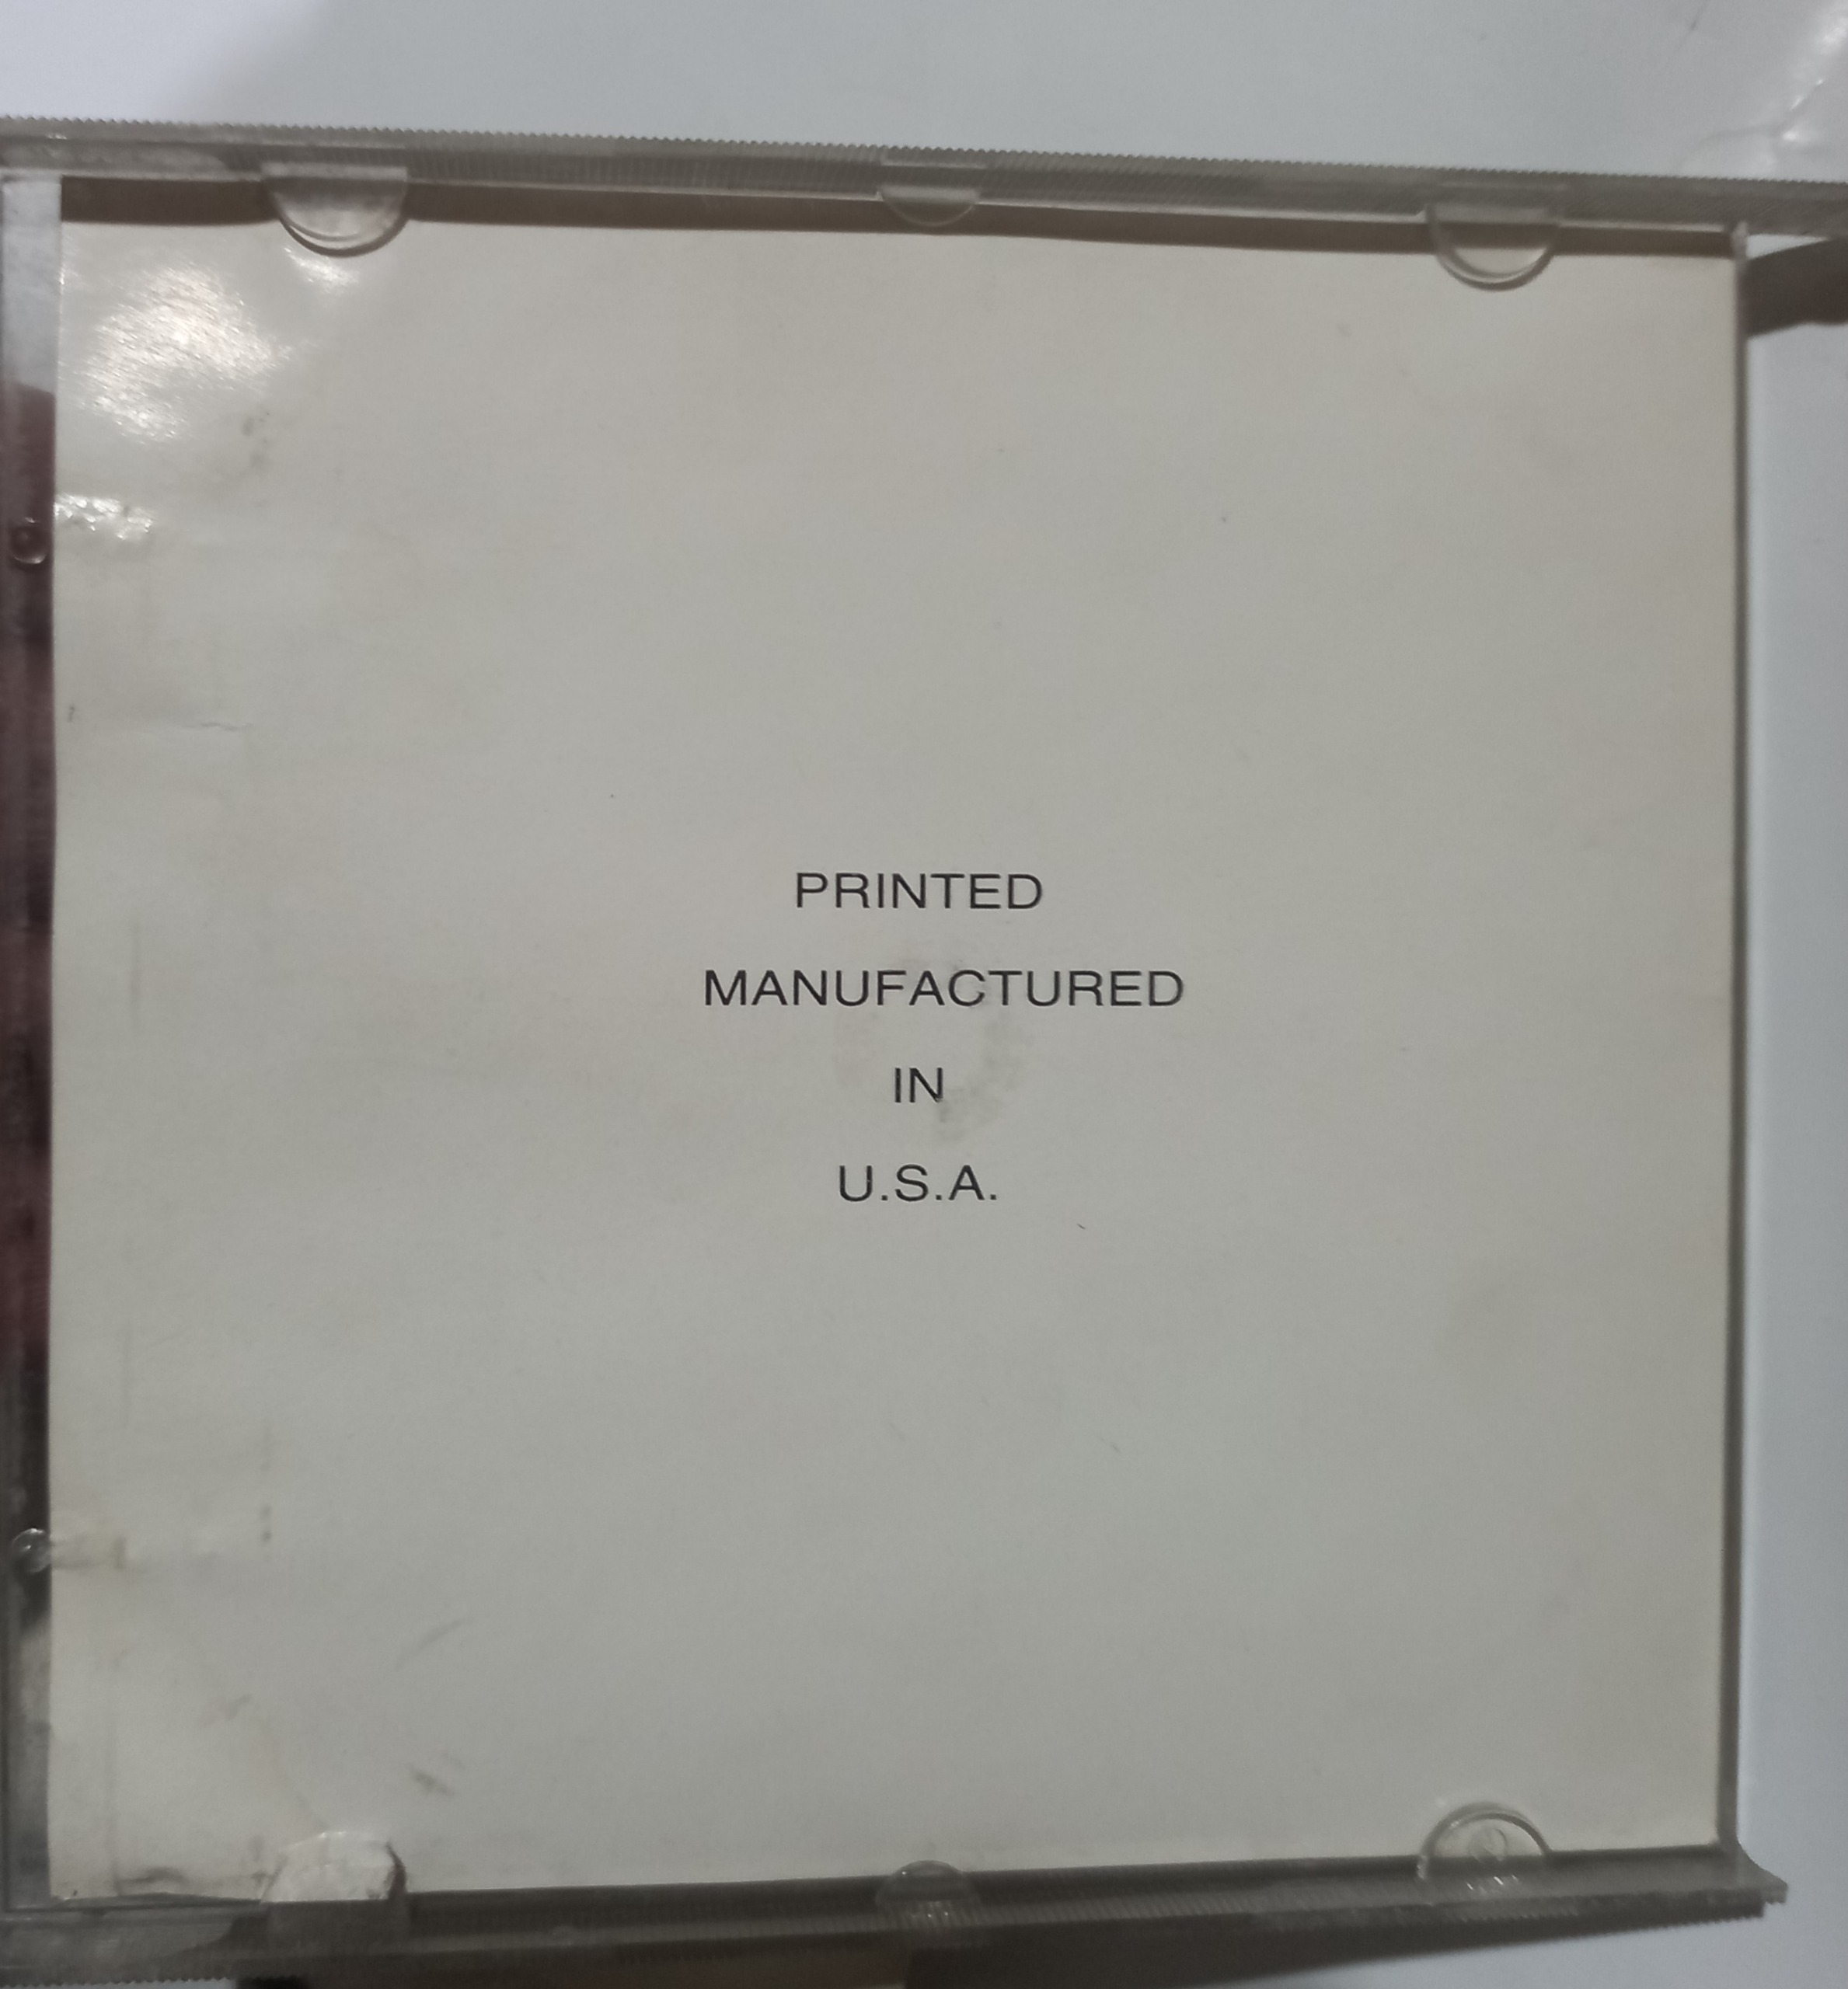 PRINTED
MANUFACTURED
IN
U.S.A.